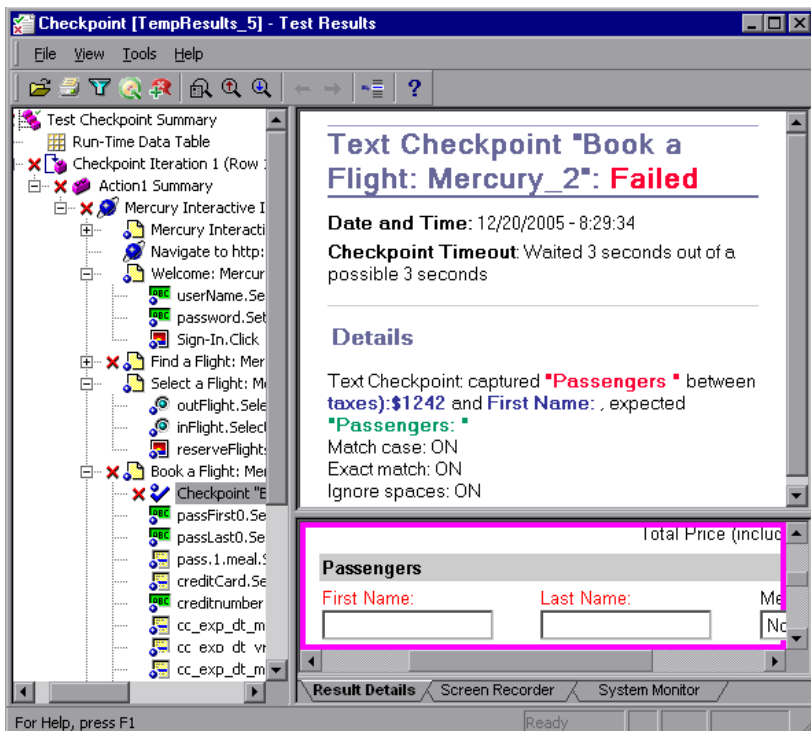 Checkpoint [TempResults_5] - Test Results
File View Tools Help
Test Checkpoint Summary
Run-Time Data Table
Checkpoint Iteration 1 (Row
Action1 Summary
Mercury Interactive I
Mercury Interacti
Navigate to http:
Welcome: Mercur
userName.Se
password.Set
Sign-In.Click
Find a Flight: Mer
Select a Flight: M
outFlight.Sele
inFlight.Select
reserveFlights
Book a Flight: Mer
Checkpoint "B
passFirst0.Se
passLast0.Se
pass.1.meal.S
creditCard.Se
creditnumber
cc_exp_dt_m
cc_exp_dt_yr
cc_exp_dt_m
Text Checkpoint "Book a
Flight: Mercury_2": Failed
Date and Time: 12/20/2005 - 8:29:34
Checkpoint Timeout: Waited 3 seconds out of a
possible 3 seconds
Details
Text Checkpoint: captured "Passengers " between
taxes):$1242 and First Name: , expected
"Passengers: "
Match case: ON
Exact match: ON
Ignore spaces: ON
Total Price (includ
Passengers
First Name: Last Name: Me
No
Result Details Screen Recorder System Monitor
For Help, press F1 Ready